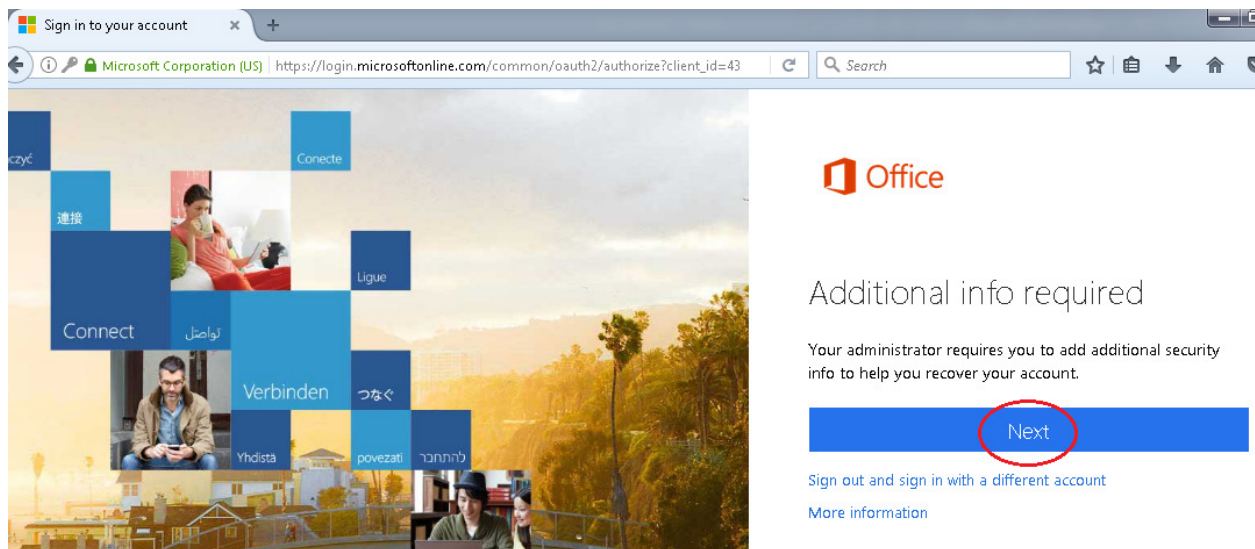 Sign in to your account
Microsoft Corporation (US)
https://login.microsoftonline.com/common/oauth2/authorize?client_id=43
Search
Conecte
連接
Ligue
Connect
تواصل
Verbinden
つなぐ
Yhdistä
povezati
להתחבר
Office
Additional info required
Your administrator requires you to add additional security
info to help you recover your account.
Next
Sign out and sign in with a different account
More information